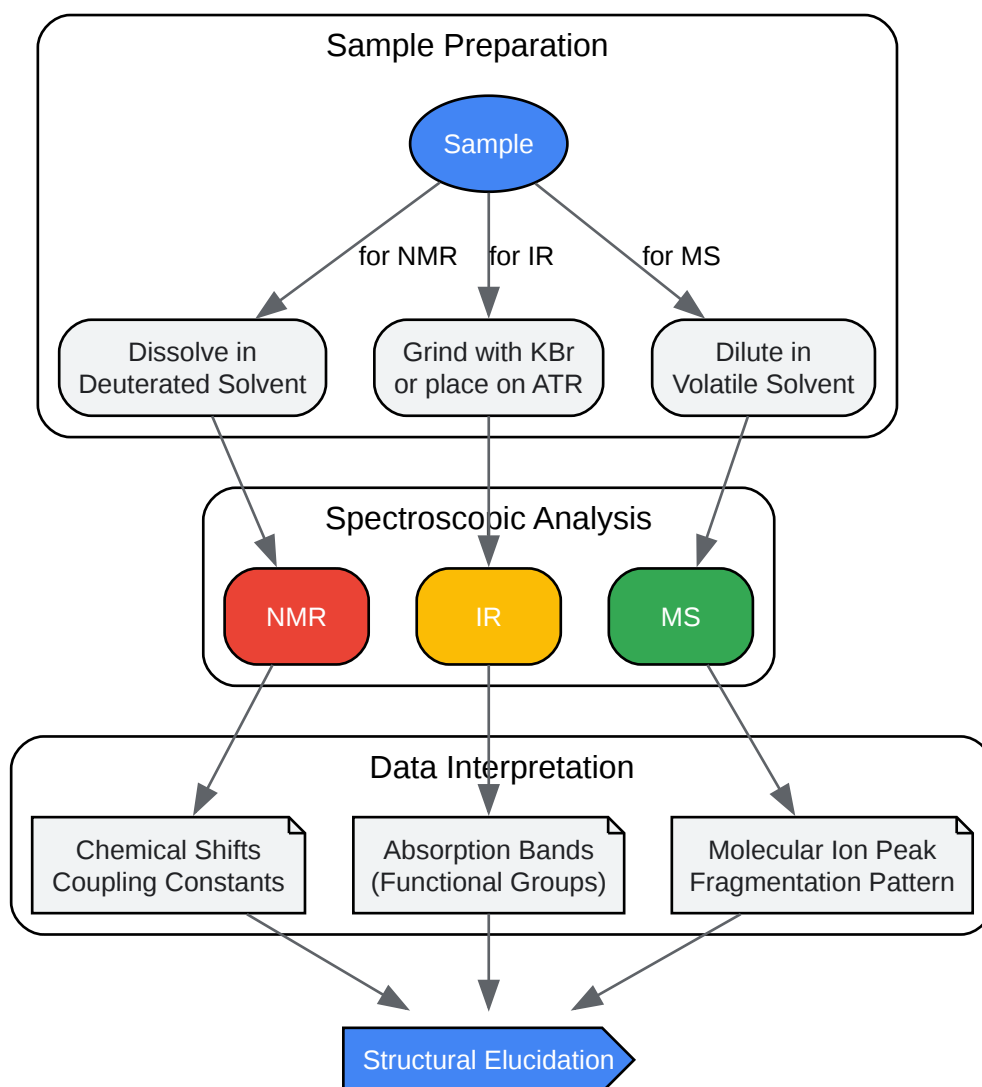 Sample Preparation
Sample
for NMR
for IR
for MS
Dissolve in
Deuterated Solvent
Grind with KBr
or place on ATR
Dilute in
Volatile Solvent
Spectroscopic Analysis
NMR
IR
MS
Data Interpretation
Chemical Shifts
Coupling Constants
Absorption Bands
(Functional Groups)
Molecular Ion Peak
Fragmentation Pattern
Structural Elucidation